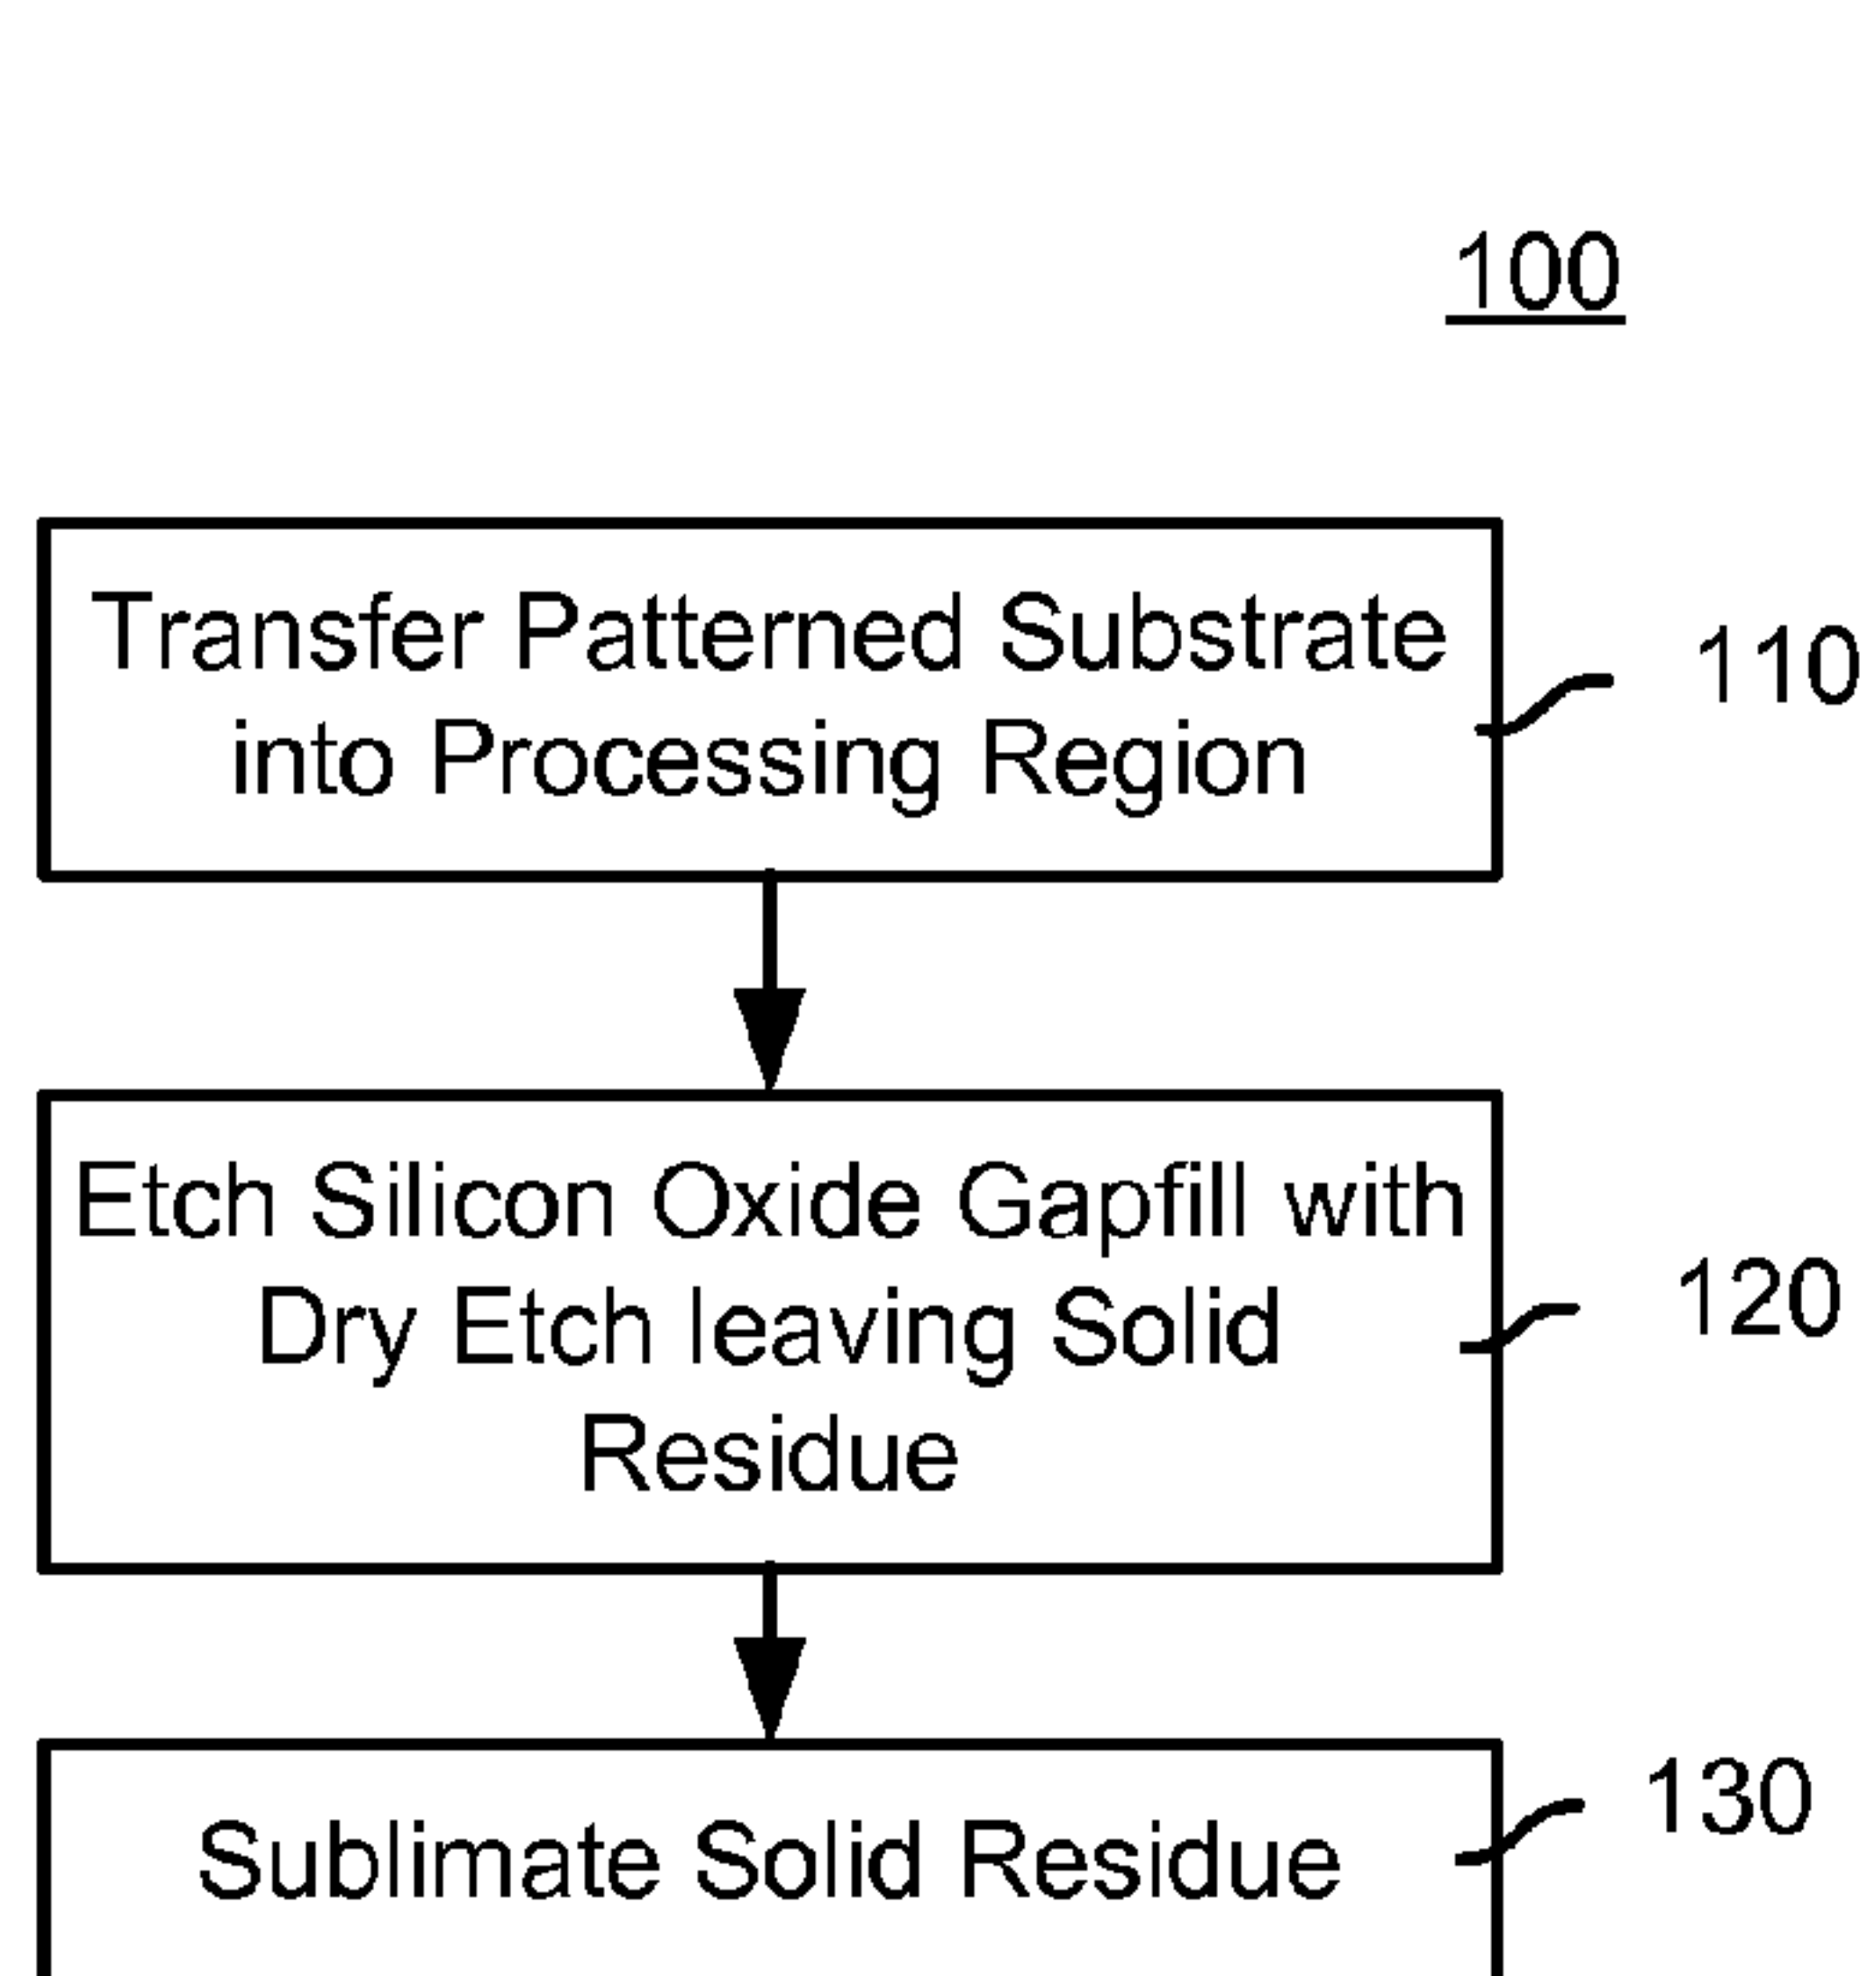 100
Transfer Patterned Substrate
into Processing Region
110
Etch Silicon Oxide Gapfill with
Dry Etch leaving Solid
Residue
120
Sublimate Solid Residue
130